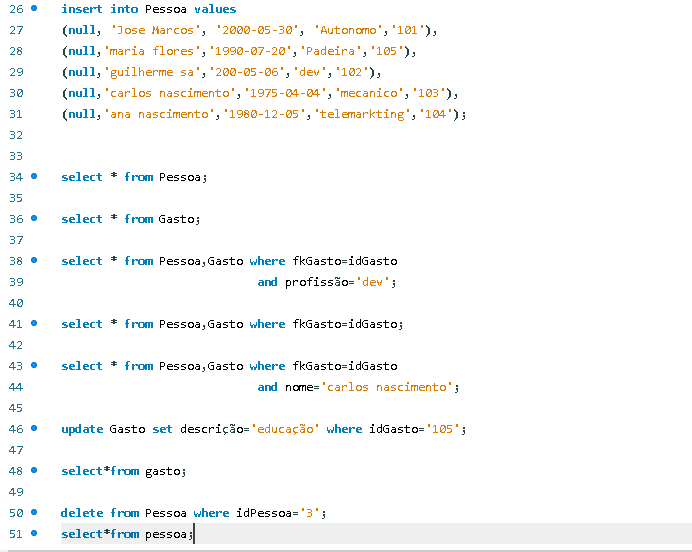 26 insert into Pessoa values
27 (null, 'Jose Marcos', '2000-05-30', 'Autonomo','101'),
28 (null,'maria flores','1990-07-20','Padeira','105'),
29 (null,'guilherme sa','200-05-06','dev','102'),
30 (null,'carlos nascimento','1975-04-04','mecanico','103'),
31 (null,'ana nascimento','1980-12-05','telemarkting','104');
32
33
34 select * from Pessoa;
35
36 select * from Gasto;
37
38 select * from Pessoa,Gasto where fkGasto=idGasto
39 and profissão='dev';
40
41 select * from Pessoa,Gasto where fkGasto=idGasto;
42
43 select * from Pessoa,Gasto where fkGasto=idGasto
44 and nome='carlos nascimento';
45
46 update Gasto set descrição='educação' where idGasto='105';
47
48 select*from gasto;
49
50 delete from Pessoa where idPessoa='3';
51 select*from pessoa;